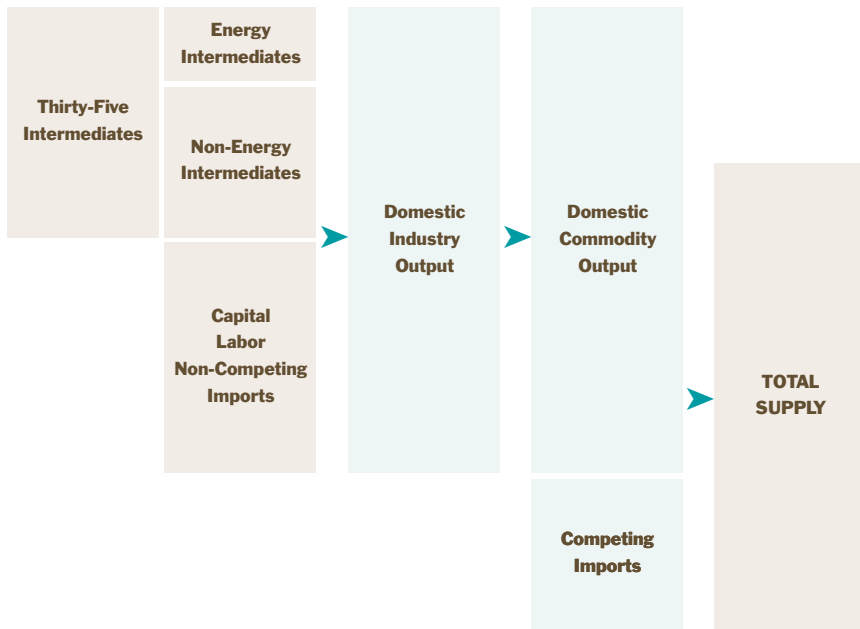 Thirty-Five
Intermediates
Energy
Intermediates
Non-Energy
Intermediates
Capital
Labor
Non-Competing
Imports
Domestic
Industry
Output
Domestic
Commodity
Output
Competing
Imports
TOTAL
SUPPLY